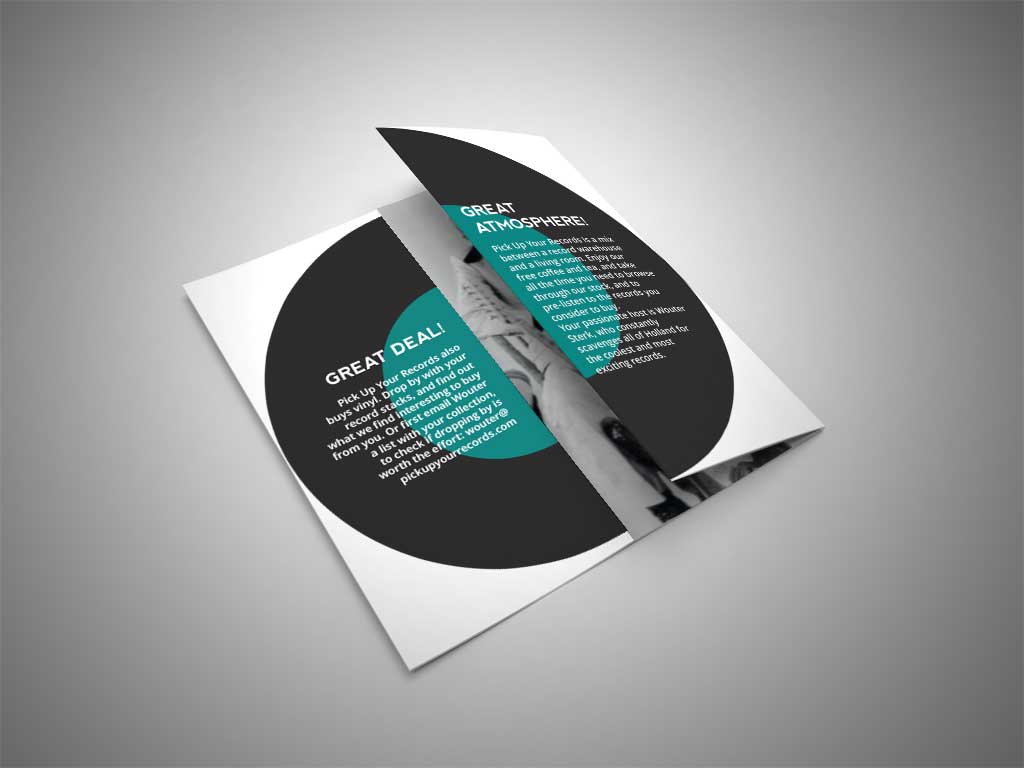 GREAT DEAL!
Pick Up Your Records also
buys vinyl. Drop by with your
record stacks, and find out
what we find interesting to buy
from you. Or first email Wouter
a list with your collection,
to check if dropping by is
worth the effort: wouter@
pickupyourrecords.com
GREAT
ATMOSPHERE!
Pick Up Your Records is a mix
between a record warehouse
and a living room. Enjoy our
free coffee and tea, and take
all the time you need to browse
through our stock, and to
pre-listen to the records you
consider to buy.
Your passionate host is Wouter
Sterk, who constantly
scavenges all of Holland for
the coolest and most
exciting records.